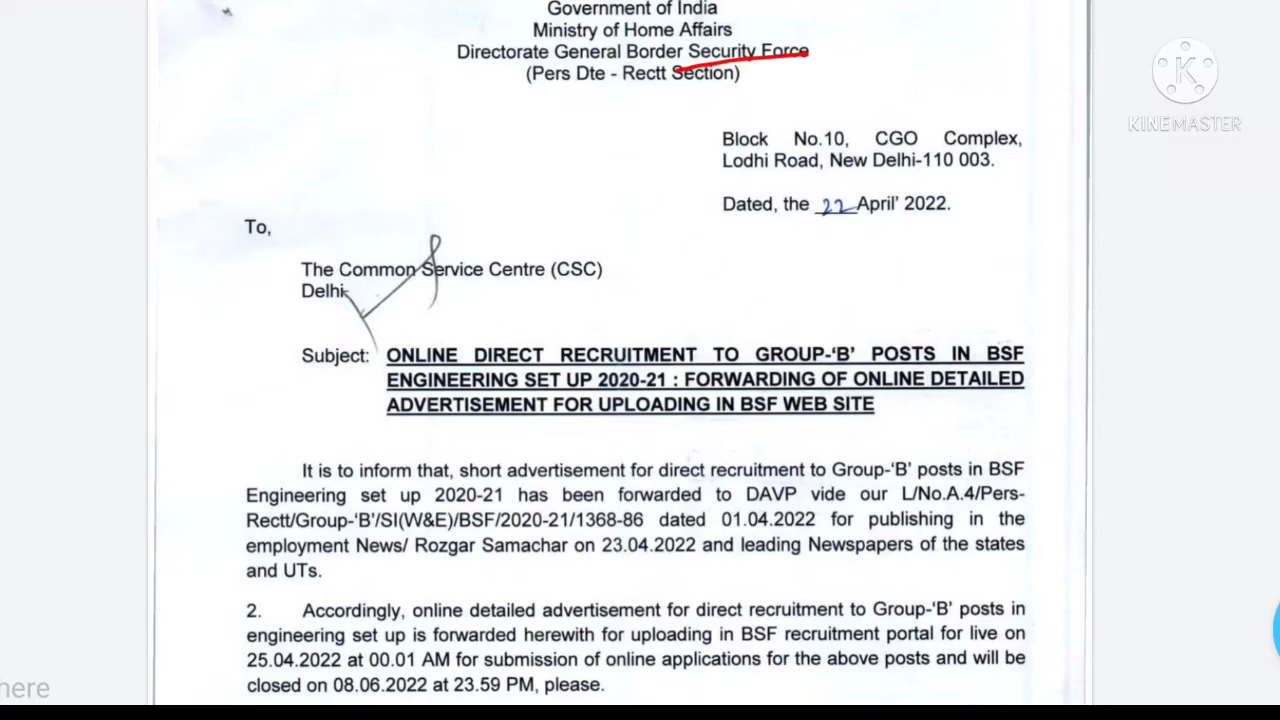 Government of India
Ministry of Home Affairs
Directorate General Border Security Force
(Pers Dte - Rectt Section)
KINEMASTER
Block No.10, CGO Complex,
Lodhi Road, New Delhi-110 003.
Dated, the 22 April' 2022.
To,
The Common Service Centre (CSC)
Delhi
Subject: ONLINE DIRECT RECRUITMENT TO GROUP-'B' POSTS IN BSF
ENGINEERING SET UP 2020-21 : FORWARDING OF ONLINE DETAILED
ADVERTISEMENT FOR UPLOADING IN BSF WEB SITE
It is to inform that, short advertisement for direct recruitment to Group-'B' posts in BSF
Engineering set up 2020-21 has been forwarded to DAVP vide our L/No.A.4/Pers-
Rectt/Group-'B'/SI(W&E)/BSF/2020-21/1368-86 dated 01.04.2022 for publishing in the
employment News/ Rozgar Samachar on 23.04.2022 and leading Newspapers of the states
and UTs.
2. Accordingly, online detailed advertisement for direct recruitment to Group-'B' posts in
engineering set up is forwarded herewith for uploading in BSF recruitment portal for live on
25.04.2022 at 00.01 AM for submission of online applications for the above posts and will be
closed on 08.06.2022 at 23.59 PM, please.
here